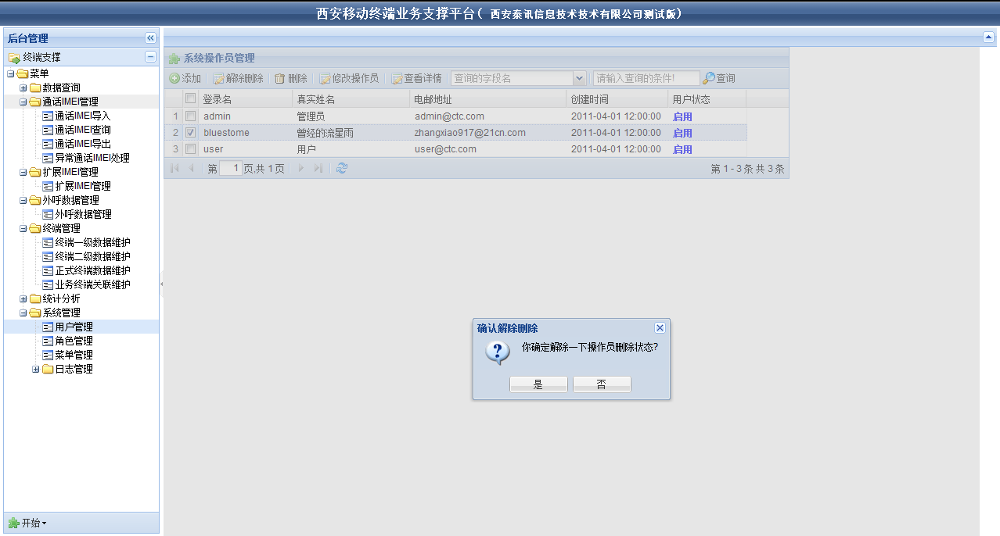 西安移动终端业务支撑平台( 西安秦讯信息技术技术有限公司测试版)
后台管理
终端支撑
菜单
数据查询
通话IMEI管理
通话IMEI导入
通话IMEI查询
通话IMEI导出
异常通话IMEI处理
扩展IMEI管理
扩展IMEI管理
外呼数据管理
外呼数据管理
终端管理
终端一级数据维护
终端二级数据维护
正式终端数据维护
业务终端关联维护
统计分析
系统管理
用户管理
角色管理
菜单管理
日志管理
开始
系统操作员管理
添加 解除删除 删除 修改操作员 查看详情 查询的字段名 请输入查询的条件! 查询
登录名 真实姓名 电邮地址 创建时间 用户状态
1 admin 管理员 admin@ctc.com 2011-04-01 12:00:00 启用
2 bluestome 曾经的流星雨 zhangxiao917@21cn.com 2011-04-01 12:00:00 启用
3 user 用户 user@ctc.com 2011-04-01 12:00:00 启用
第 1 页,共 1 页 第 1 - 3 条 共 3 条
确认解除删除
你确定解除一下操作员删除状态?
是 否